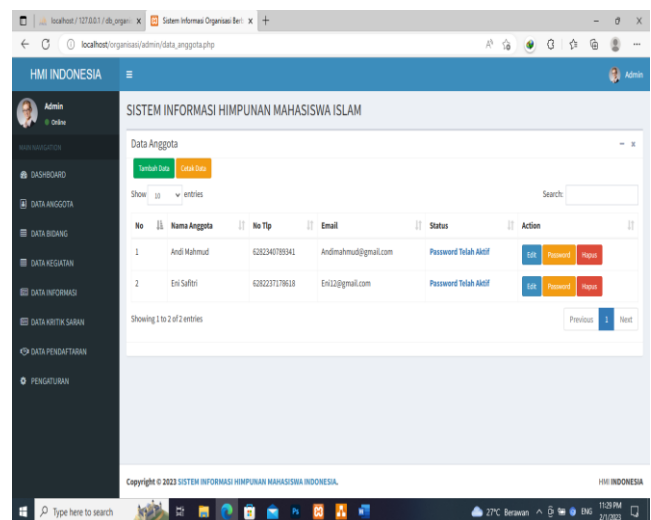 localhost / 127.0.0.1 / db_organi
Sistem Informasi Organisasi Berb
localhost/organisasi/admin/data_anggota.php
HMI INDONESIA
Admin
Admin
Online
MAIN NAVIGATION
DASHBOARD
DATA ANGGOTA
DATA BIDANG
DATA KEGIATAN
DATA INFORMASI
DATA KRITIK SARAN
DATA PENDAFTARAN
PENGATURAN
SISTEM INFORMASI HIMPUNAN MAHASISWA ISLAM
Data Anggota
Tambah Data Cetak Data
Show 10 entries Search:
No Nama Anggota No Tlp Email Status Action
1 Andi Mahmud 6282340789341 Andimahmud@gmail.com Password Telah Aktif Edit Password Hapus
2 Eni Safitri 6282237178618 Eni12@gmail.com Password Telah Aktif Edit Password Hapus
Showing 1 to 2 of 2 entries Previous 1 Next
Copyright © 2023 SISTEM INFORMASI HIMPUNAN MAHASISWA INDONESIA. HMI INDONESIA
Type here to search 27°C Berawan ENG 11:29 PM
2/1/2023